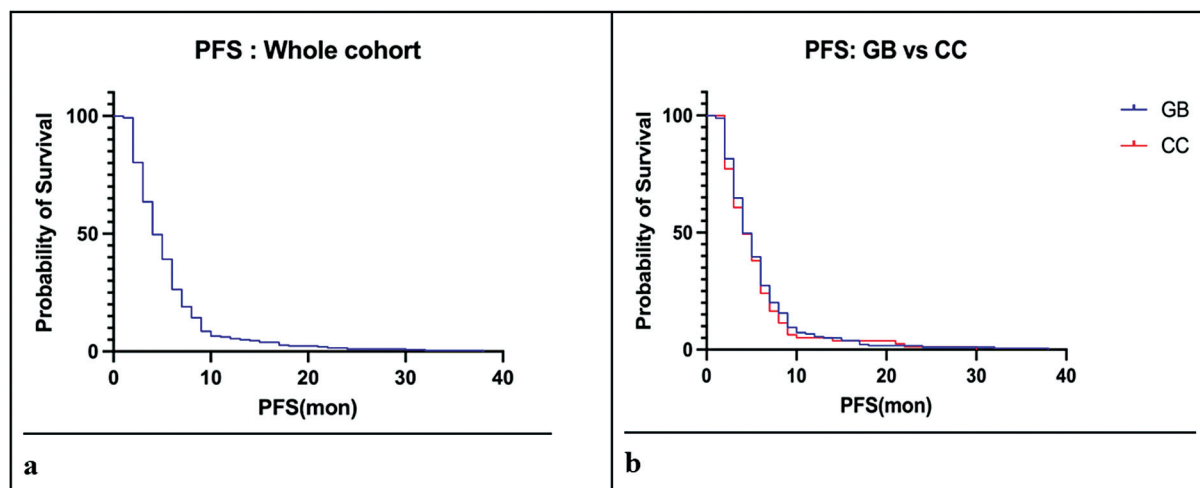 PFS : Whole cohort
Probability of Survival
100
50
0
0 10 20 30 40
PFS(mon)
a
PFS: GB vs CC
Probability of Survival
100
50
0
0 10 20 30 40
PFS(mon)
GB
CC
b